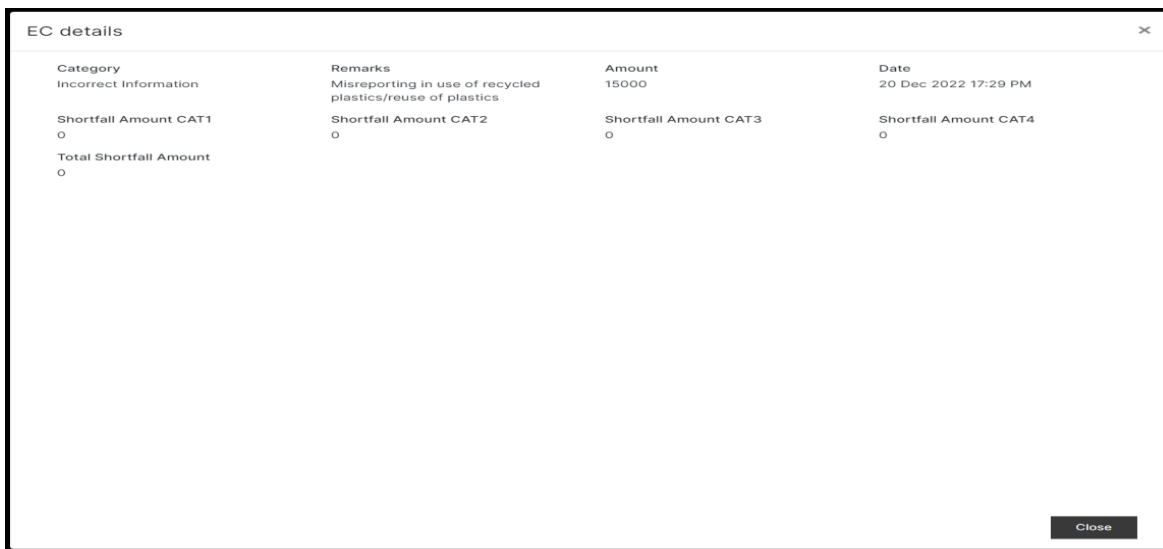 EC details
×
Category
Incorrect Information
Remarks
Misreporting in use of recycled
plastics/reuse of plastics
Amount
15000
Date
20 Dec 2022 17:29 PM
Shortfall Amount CAT1
0
Shortfall Amount CAT2
0
Shortfall Amount CAT3
0
Shortfall Amount CAT4
0
Total Shortfall Amount
0
Close